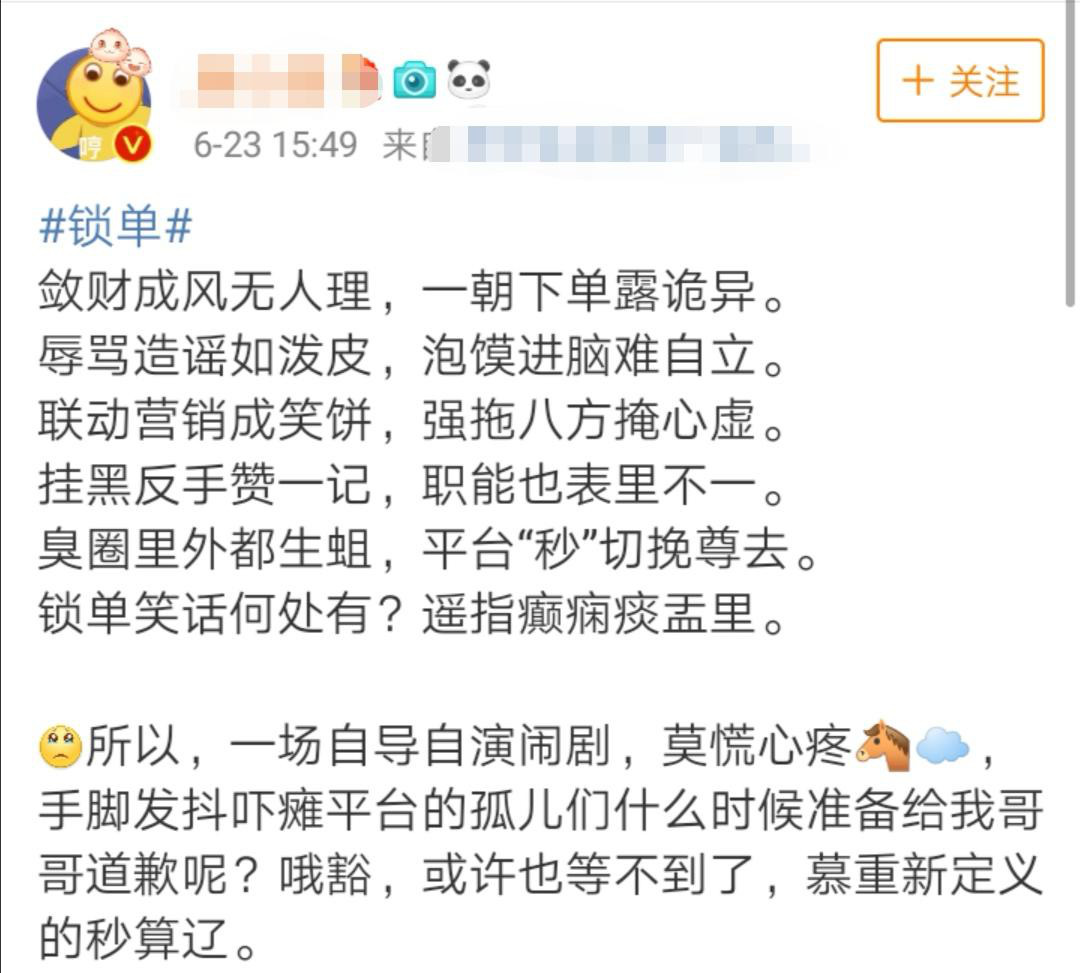 + 关注
6-23 15:49 来
哼
#锁单#
敛财成风无人理，一朝下单露诡异。
辱骂造谣如泼皮，泡馍进脑难自立。
联动营销成笑饼，强拖八方掩心虚。
挂黑反手赞一记，职能也表里不一。
臭圈里外都生蛆，平台“秒”切挽尊去。
锁单笑话何处有？遥指癫痫痰盂里。
所以，一场自导自演闹剧，莫慌心疼🐴☁️，
手脚发抖吓瘫平台的孤儿们什么时候准备给我哥
哥道歉呢？哦豁，或许也等不到了，慕重新定义
的秒算辽。